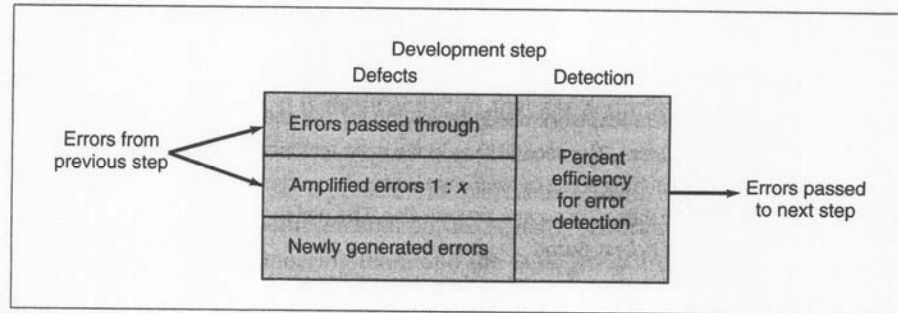 Development step
Defects
Detection
Errors from
previous step
Errors passed through
Amplified errors 1 : x
Newly generated errors
Percent
efficiency
for error
detection
Errors passed
to next step